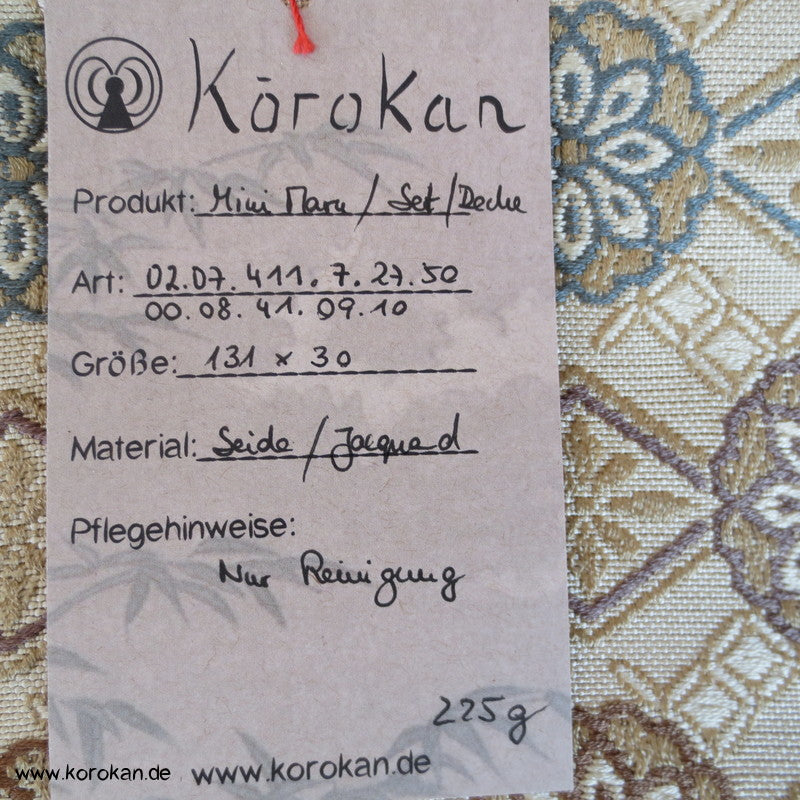 Kōrokan
Produkt: Mini Maru / Set / Decke
Art: 02.07.411.7.27.50
00.08.41.09.10
Größe: 131 x 30
Material: Seide / Jacquard
Pflegehinweise:
Nur Reinigung
225g
www.korokan.de
www.korokan.de